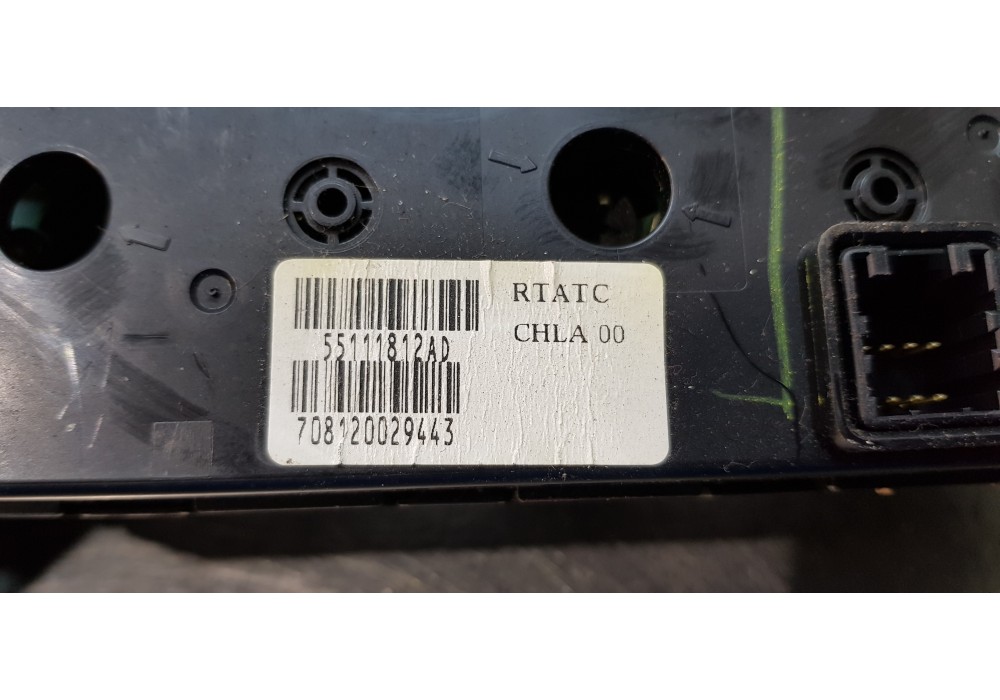 55111812AD
708120029443
RTATC
CHLA 00